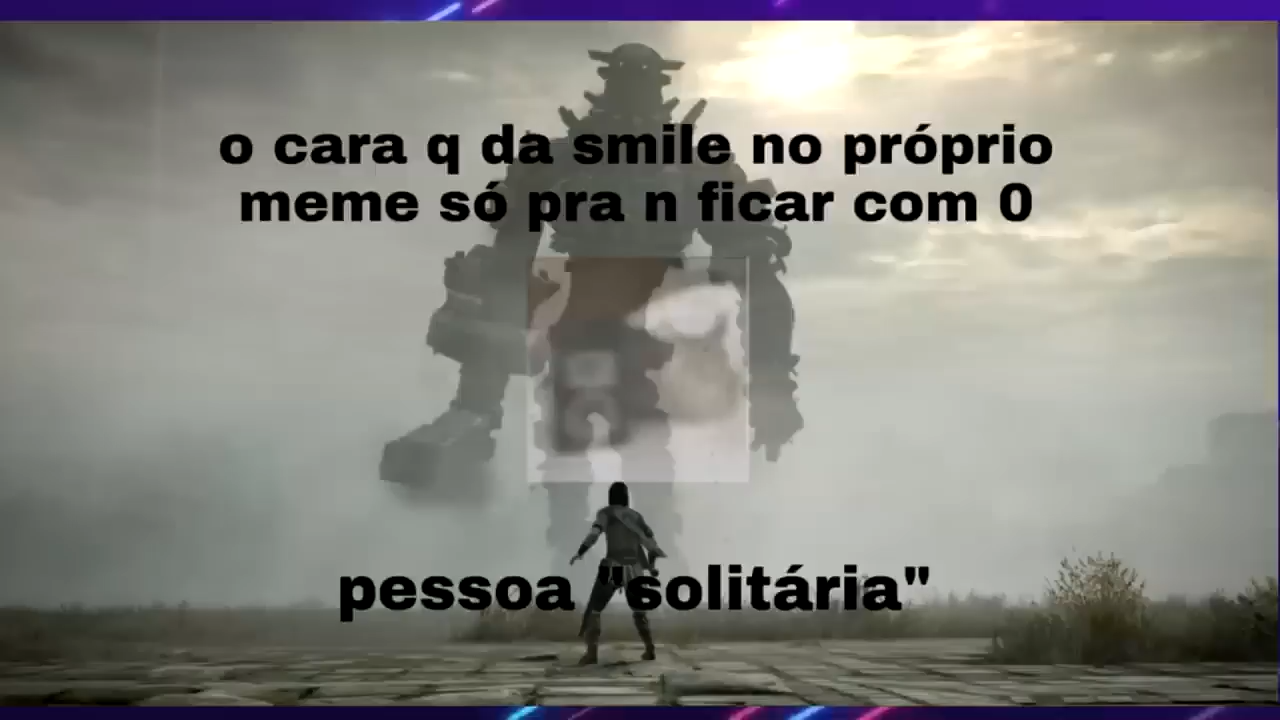 o cara q da smile no próprio
meme só pra n ficar com 0
pessoa "solitária"